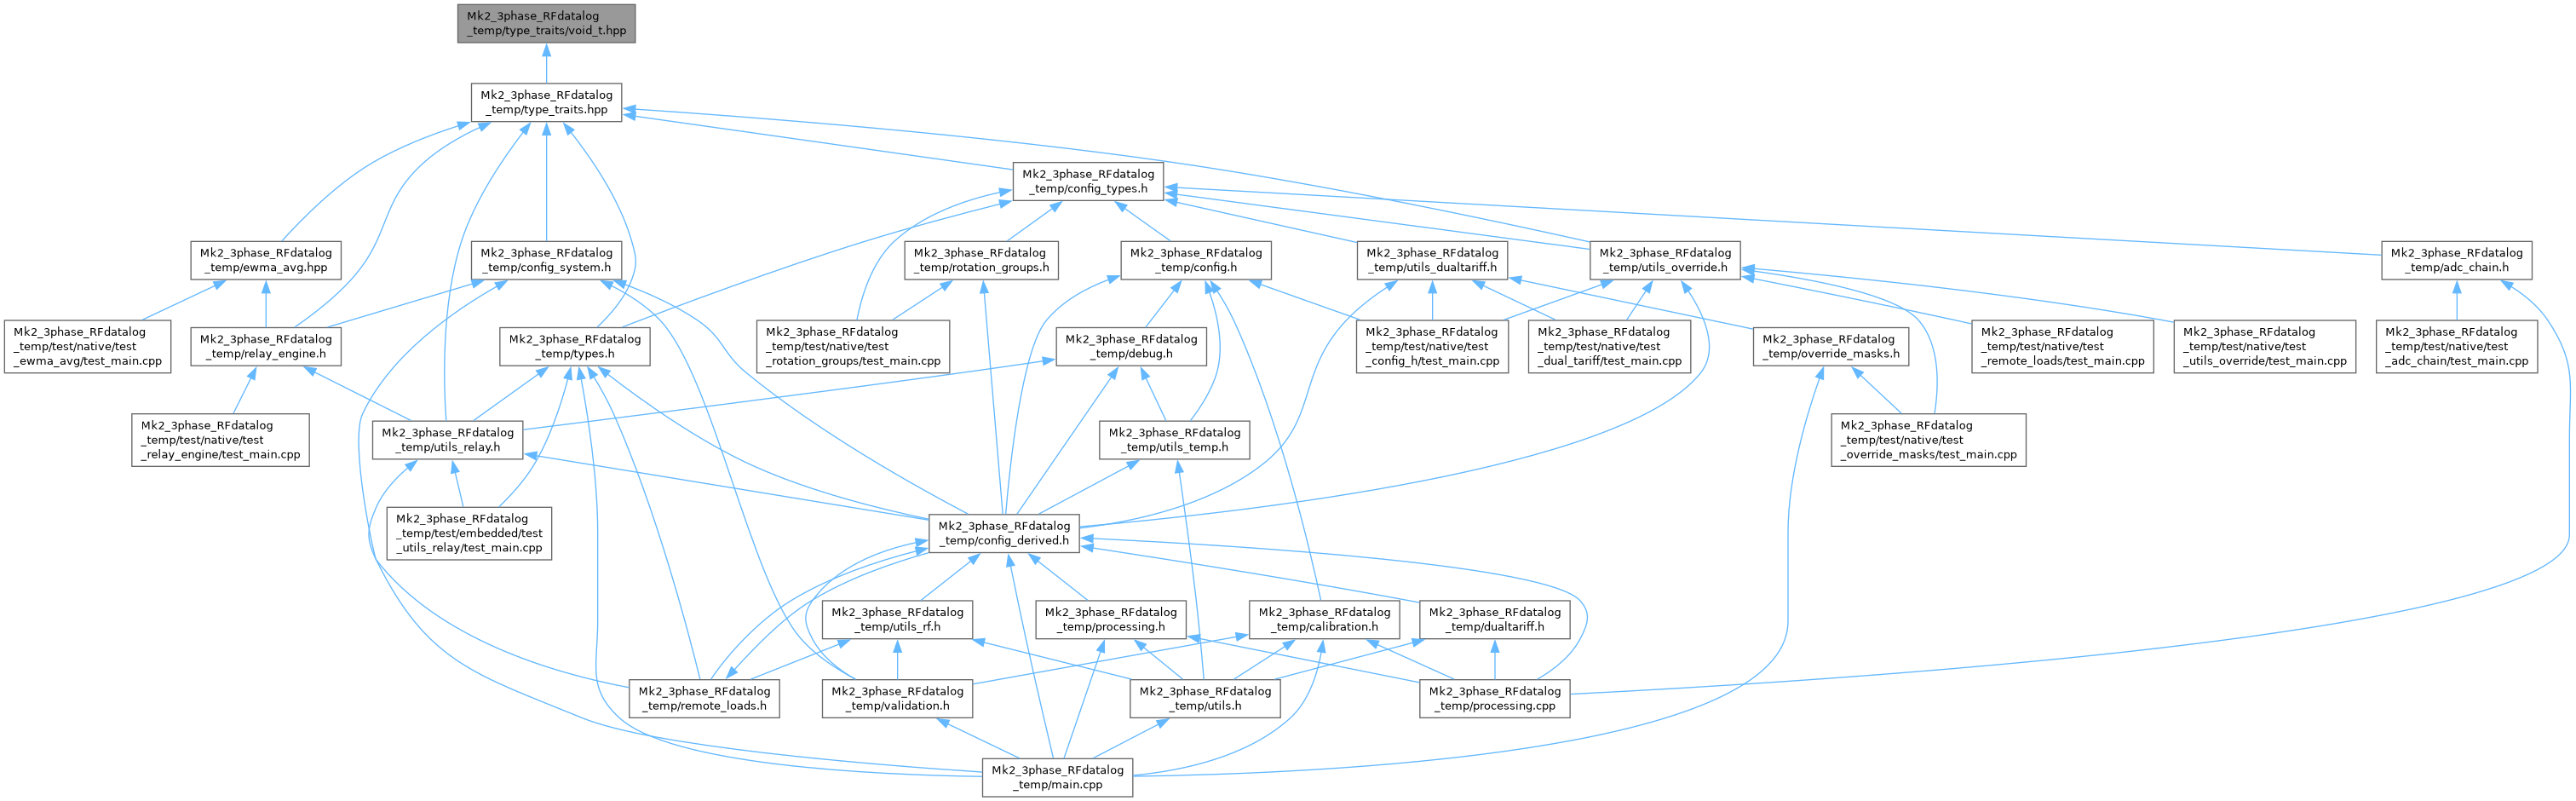 Mk2_3phase_RFdatalog
_temp/type_traits/void_t.hpp
Mk2_3phase_RFdatalog
_temp/type_traits.hpp
Mk2_3phase_RFdatalog
_temp/config_types.h
Mk2_3phase_RFdatalog
_temp/ewma_avg.hpp
Mk2_3phase_RFdatalog
_temp/config_system.h
Mk2_3phase_RFdatalog
_temp/rotation_groups.h
Mk2_3phase_RFdatalog
_temp/config.h
Mk2_3phase_RFdatalog
_temp/utils_dualtariff.h
Mk2_3phase_RFdatalog
_temp/utils_override.h
Mk2_3phase_RFdatalog
_temp/adc_chain.h
Mk2_3phase_RFdatalog
_temp/test/native/test
_ewma_avg/test_main.cpp
Mk2_3phase_RFdatalog
_temp/relay_engine.h
Mk2_3phase_RFdatalog
_temp/types.h
Mk2_3phase_RFdatalog
_temp/test/native/test
_rotation_groups/test_main.cpp
Mk2_3phase_RFdatalog
_temp/debug.h
Mk2_3phase_RFdatalog
_temp/test/native/test
_config_h/test_main.cpp
Mk2_3phase_RFdatalog
_temp/test/native/test
_dual_tariff/test_main.cpp
Mk2_3phase_RFdatalog
_temp/override_masks.h
Mk2_3phase_RFdatalog
_temp/test/native/test
_remote_loads/test_main.cpp
Mk2_3phase_RFdatalog
_temp/test/native/test
_utils_override/test_main.cpp
Mk2_3phase_RFdatalog
_temp/test/native/test
_adc_chain/test_main.cpp
Mk2_3phase_RFdatalog
_temp/test/native/test
_relay_engine/test_main.cpp
Mk2_3phase_RFdatalog
_temp/utils_relay.h
Mk2_3phase_RFdatalog
_temp/utils_temp.h
Mk2_3phase_RFdatalog
_temp/test/native/test
_override_masks/test_main.cpp
Mk2_3phase_RFdatalog
_temp/test/embedded/test
_utils_relay/test_main.cpp
Mk2_3phase_RFdatalog
_temp/config_derived.h
Mk2_3phase_RFdatalog
_temp/utils_rf.h
Mk2_3phase_RFdatalog
_temp/processing.h
Mk2_3phase_RFdatalog
_temp/calibration.h
Mk2_3phase_RFdatalog
_temp/dualtariff.h
Mk2_3phase_RFdatalog
_temp/remote_loads.h
Mk2_3phase_RFdatalog
_temp/validation.h
Mk2_3phase_RFdatalog
_temp/utils.h
Mk2_3phase_RFdatalog
_temp/processing.cpp
Mk2_3phase_RFdatalog
_temp/main.cpp